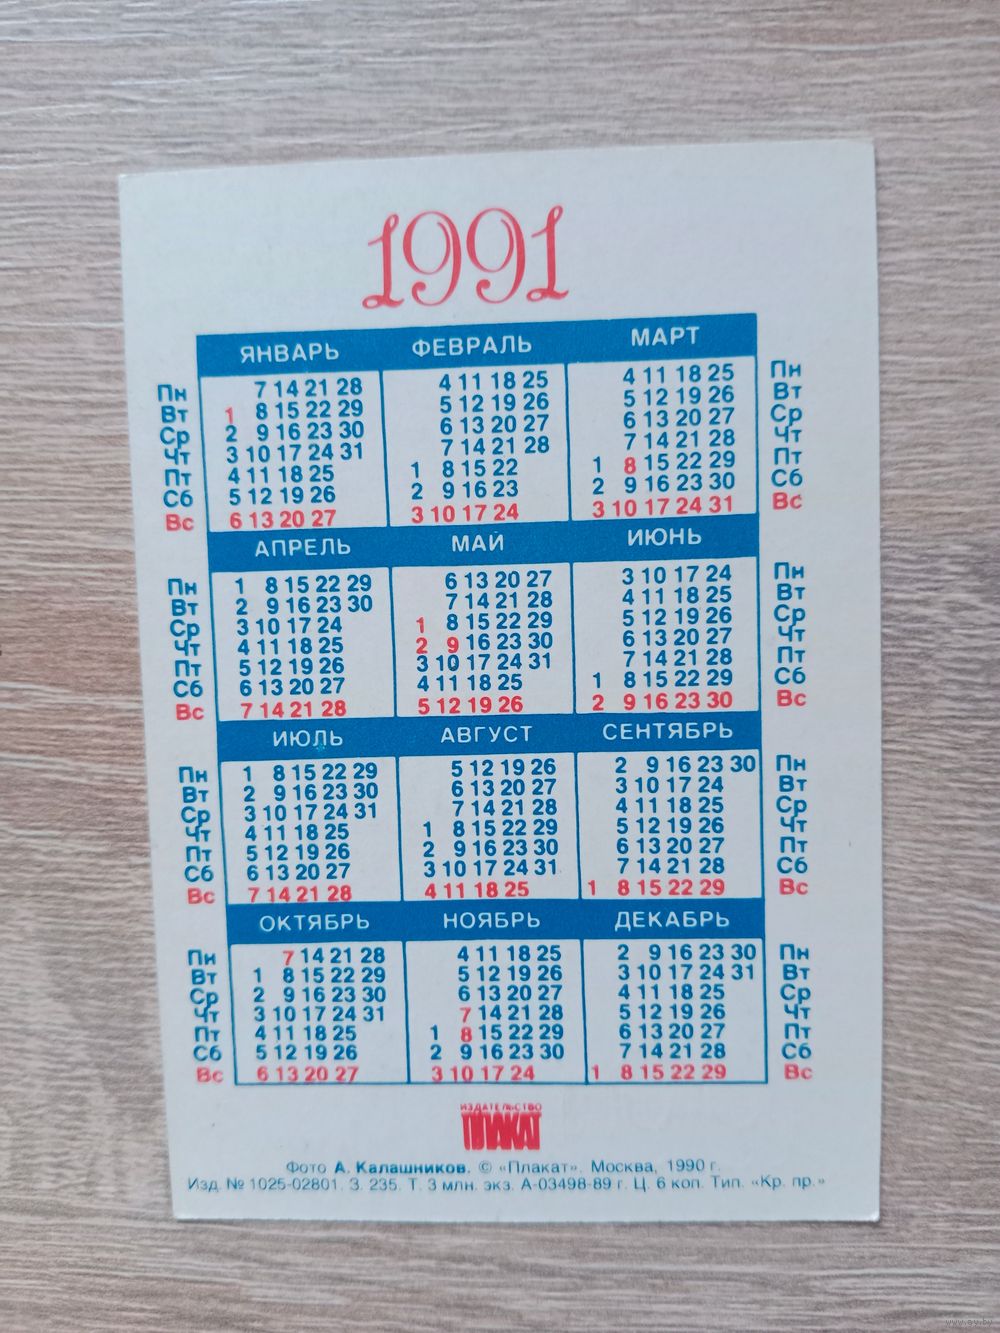 1991
ЯНВАРЬ ФЕВРАЛЬ МАРТ
Пн 7 14 21 28 4 11 18 25 4 11 18 25 Пн
Вт 1 8 15 22 29 5 12 19 26 5 12 19 26 Вт
Ср 2 9 16 23 30 6 13 20 27 6 13 20 27 Ср
Чт 3 10 17 24 31 7 14 21 28 7 14 21 28 Чт
Пт 4 11 18 25 1 8 15 22 1 8 15 22 29 Пт
Сб 5 12 19 26 2 9 16 23 2 9 16 23 30 Сб
Вс 6 13 20 27 3 10 17 24 3 10 17 24 31 Вс
АПРЕЛЬ МАЙ ИЮНЬ
Пн 1 8 15 22 29 6 13 20 27 3 10 17 24 Пн
Вт 2 9 16 23 30 7 14 21 28 4 11 18 25 Вт
Ср 3 10 17 24 1 8 15 22 29 5 12 19 26 Ср
Чт 4 11 18 25 2 9 16 23 30 6 13 20 27 Чт
Пт 5 12 19 26 3 10 17 24 31 7 14 21 28 Пт
Сб 6 13 20 27 4 11 18 25 1 8 15 22 29 Сб
Вс 7 14 21 28 5 12 19 26 2 9 16 23 30 Вс
ИЮЛЬ АВГУСТ СЕНТЯБРЬ
Пн 1 8 15 22 29 5 12 19 26 2 9 16 23 30 Пн
Вт 2 9 16 23 30 6 13 20 27 3 10 17 24 Вт
Ср 3 10 17 24 31 7 14 21 28 4 11 18 25 Ср
Чт 4 11 18 25 1 8 15 22 29 5 12 19 26 Чт
Пт 5 12 19 26 2 9 16 23 30 6 13 20 27 Пт
Сб 6 13 20 27 3 10 17 24 31 7 14 21 28 Сб
Вс 7 14 21 28 4 11 18 25 1 8 15 22 29 Вс
ОКТЯБРЬ НОЯБРЬ ДЕКАБРЬ
Пн 7 14 21 28 4 11 18 25 2 9 16 23 30 Пн
Вт 1 8 15 22 29 5 12 19 26 3 10 17 24 31 Вт
Ср 2 9 16 23 30 6 13 20 27 4 11 18 25 Ср
Чт 3 10 17 24 31 7 14 21 28 5 12 19 26 Чт
Пт 4 11 18 25 1 8 15 22 29 6 13 20 27 Пт
Сб 5 12 19 26 2 9 16 23 30 7 14 21 28 Сб
Вс 6 13 20 27 3 10 17 24 1 8 15 22 29 Вс
ИЗДАТЕЛЬСТВО
ПЛАКАТ
Фото А. Калашников. © «Плакат». Москва, 1990 г.
Изд. № 1025-02801. З. 235. Т. 3 млн. экз. А-03498-89 г. Ц. 6 коп. Тип. «Кр. пр.»
www.ay.by